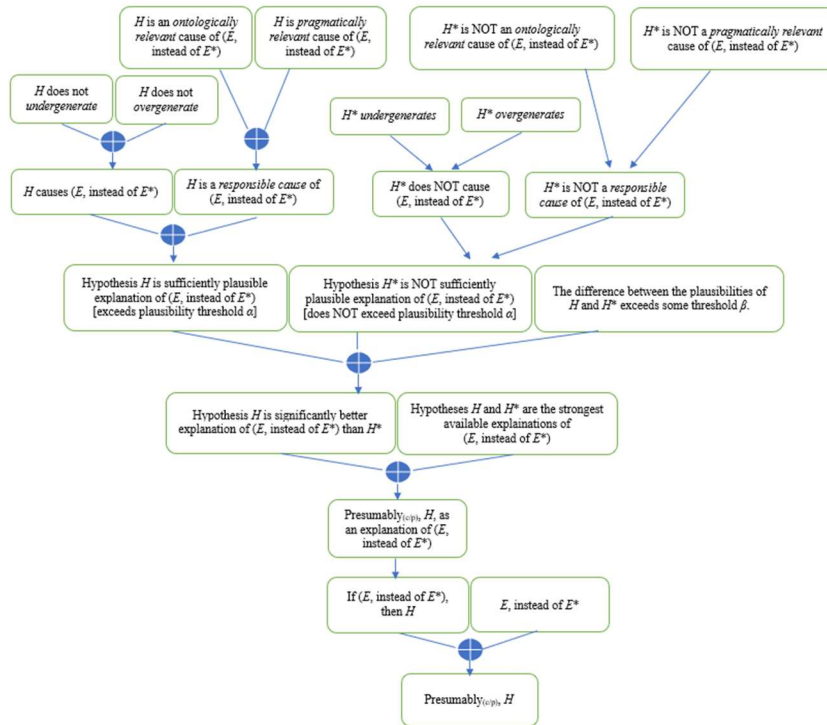 H is an ontologically
relevant cause of (E,
instead of E*)
H is pragmatically
relevant cause of (E,
instead of E*)
H* is NOT an ontologically
relevant cause of (E, instead of E*)
H* is NOT a pragmatically relevant
cause of (E, instead of E*)
H does not
undergenerate
H does not
overgenerate
H* undergenerates
H* overgenerates
H causes (E, instead of E*)
H is a responsible cause of
(E, instead of E*)
H* does NOT cause
(E, instead of E*)
H* is NOT a responsible
cause of (E, instead of E*)
Hypothesis H is sufficiently plausible
explanation of (E, instead of E*)
[exceeds plausibility threshold α]
Hypothesis H* is NOT sufficiently
plausible explanation of (E, instead of E*)
[does NOT exceed plausibility threshold α]
The difference between the plausibilities of
H and H* exceeds some threshold β.
Hypothesis H is significantly better
explanation of (E, instead of E*) than H*
Hypotheses H and H* are the strongest
available explainations of
(E, instead of E*)
Presumably(c/p), H, as
an explanation of (E,
instead of E*)
If (E, instead of E*),
then H
E, instead of E*
Presumably(c/p), H